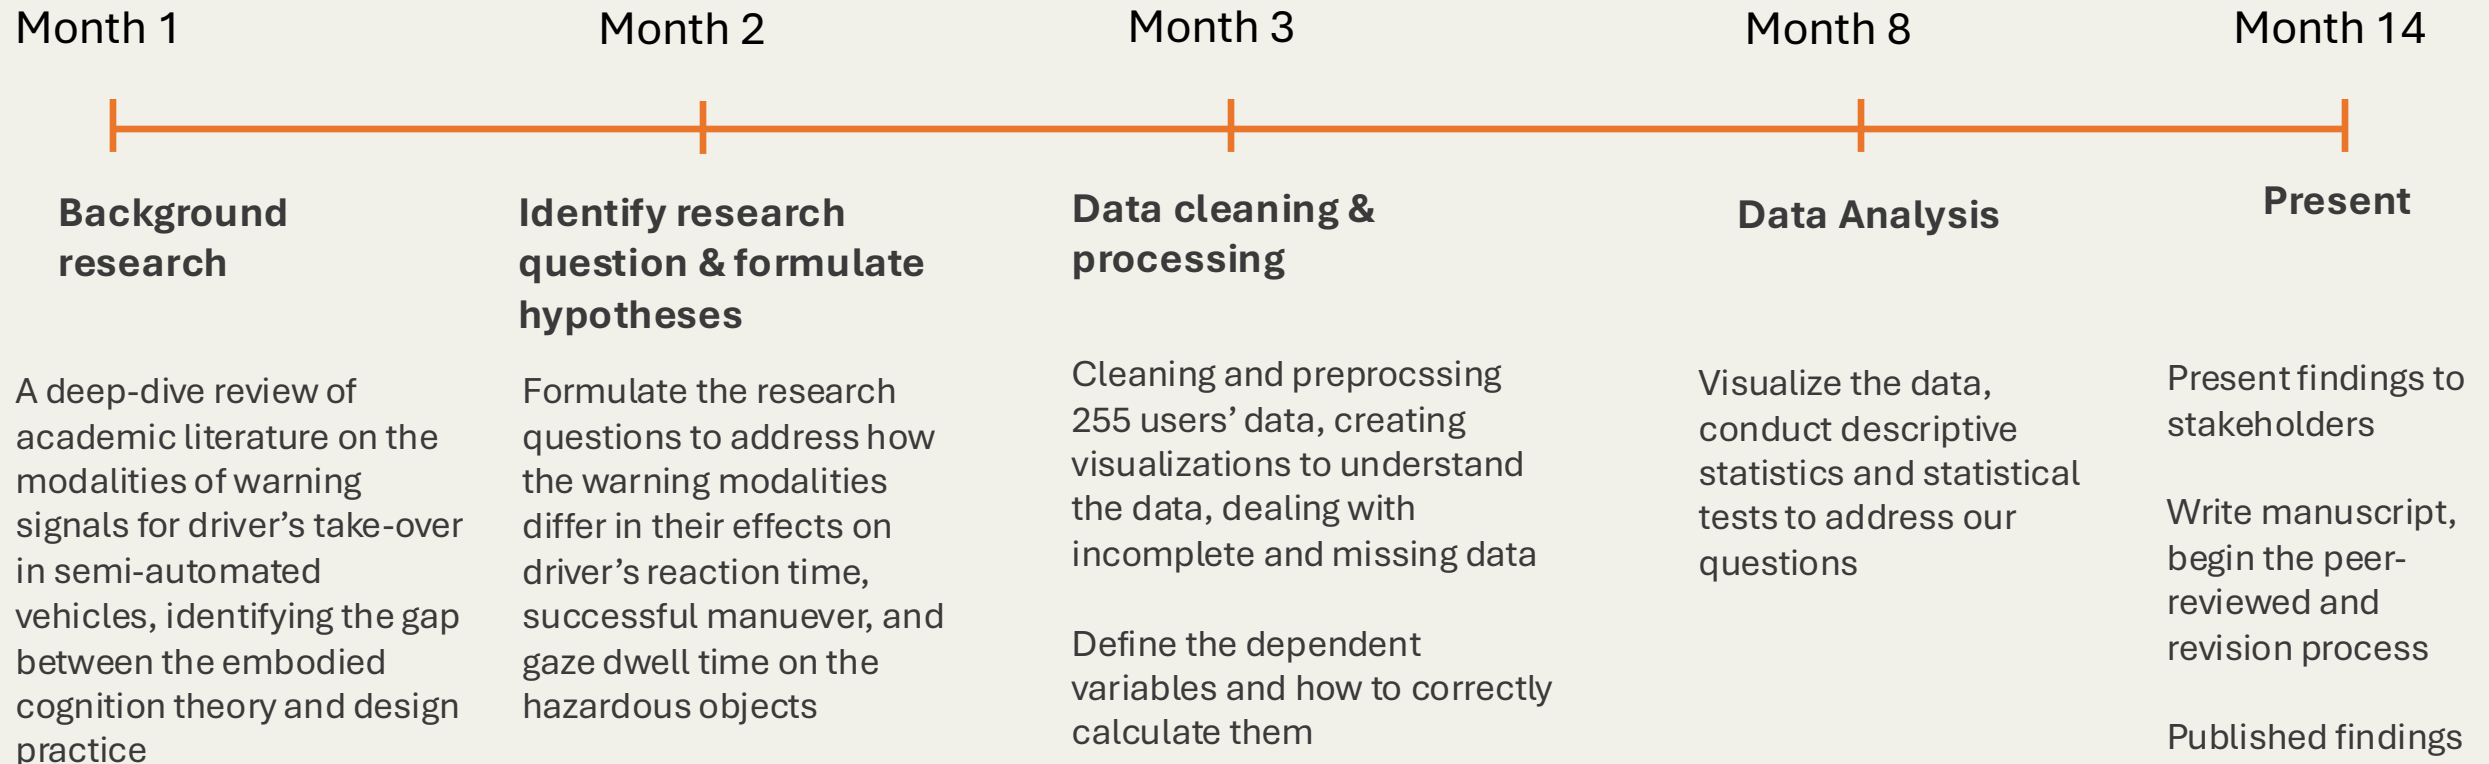 Month 1
Month 2
Month 3
Month 8
Month 14
Background
research
A deep-dive review of
academic literature on the
modalities of warning
signals for driver’s take-over
in semi-automated
vehicles, identifying the gap
between the embodied
cognition theory and design
practice
Identify research
question & formulate
hypotheses
Formulate the research
questions to address how
the warning modalities
differ in their effects on
driver’s reaction time,
successful manuever, and
gaze dwell time on the
hazardous objects
Data cleaning &
processing
Cleaning and preprocssing
255 users’ data, creating
visualizations to understand
the data, dealing with
incomplete and missing data
Define the dependent
variables and how to correctly
calculate them
Data Analysis
Visualize the data,
conduct descriptive
statistics and statistical
tests to address our
questions
Present
Present findings to
stakeholders
Write manuscript,
begin the peer-
reviewed and
revision process
Published findings